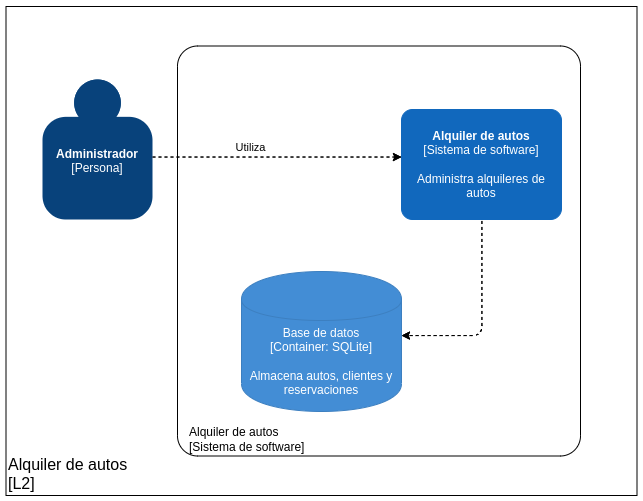 Administrador
[Persona]
Utiliza
Alquiler de autos
[Sistema de software]
Administra alquileres de
autos
Base de datos
[Container: SQLite]
Almacena autos, clientes y
reservaciones
Alquiler de autos
[Sistema de software]
Alquiler de autos
[L2]